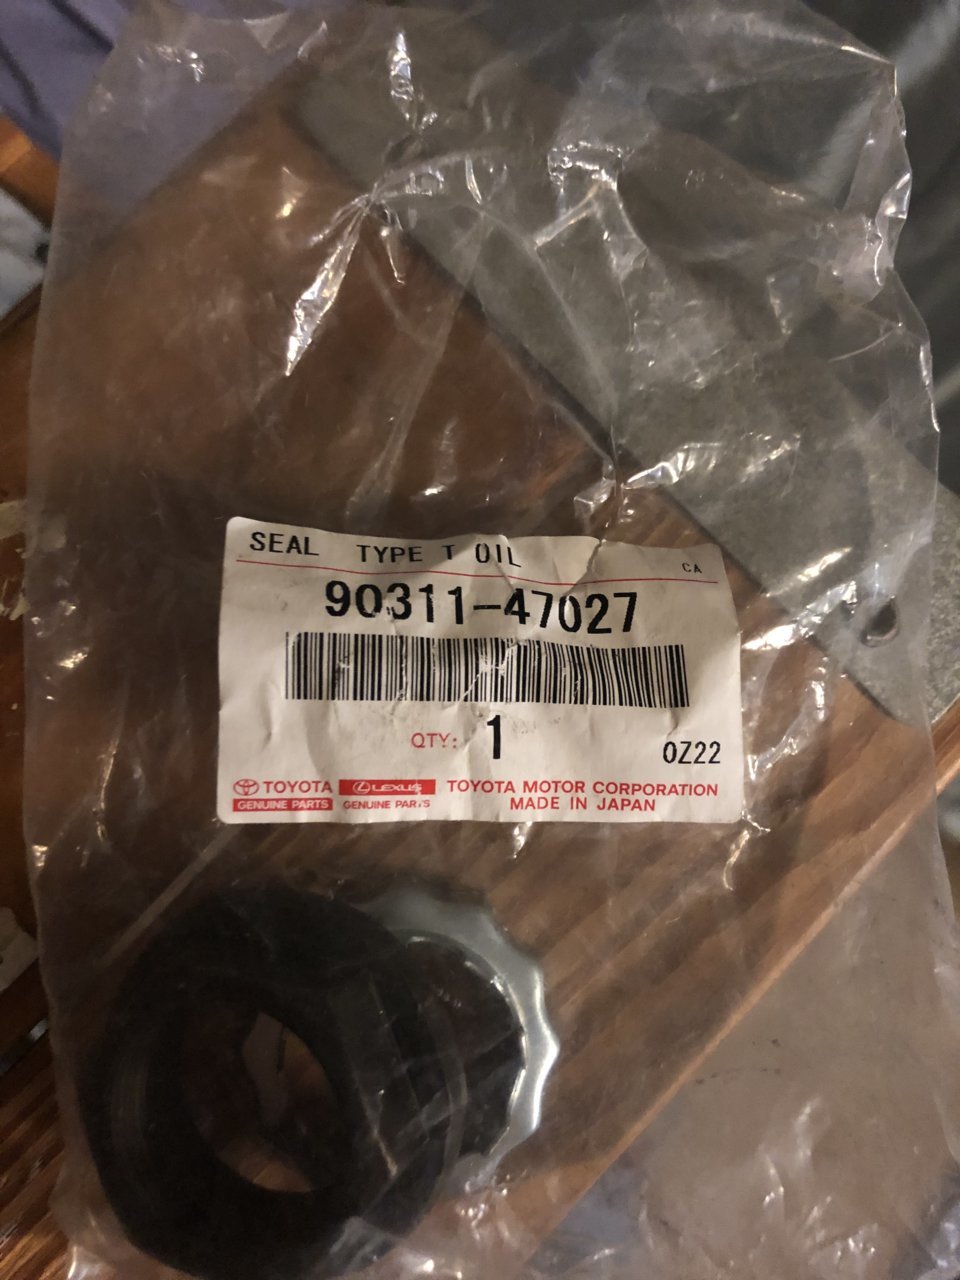 SEAL TYPE T OIL
CA
90311-47027
QTY: 1
0Z22
TOYOTA LEXUS TOYOTA MOTOR CORPORATION
GENUINE PARTS GENUINE PARTS MADE IN JAPAN